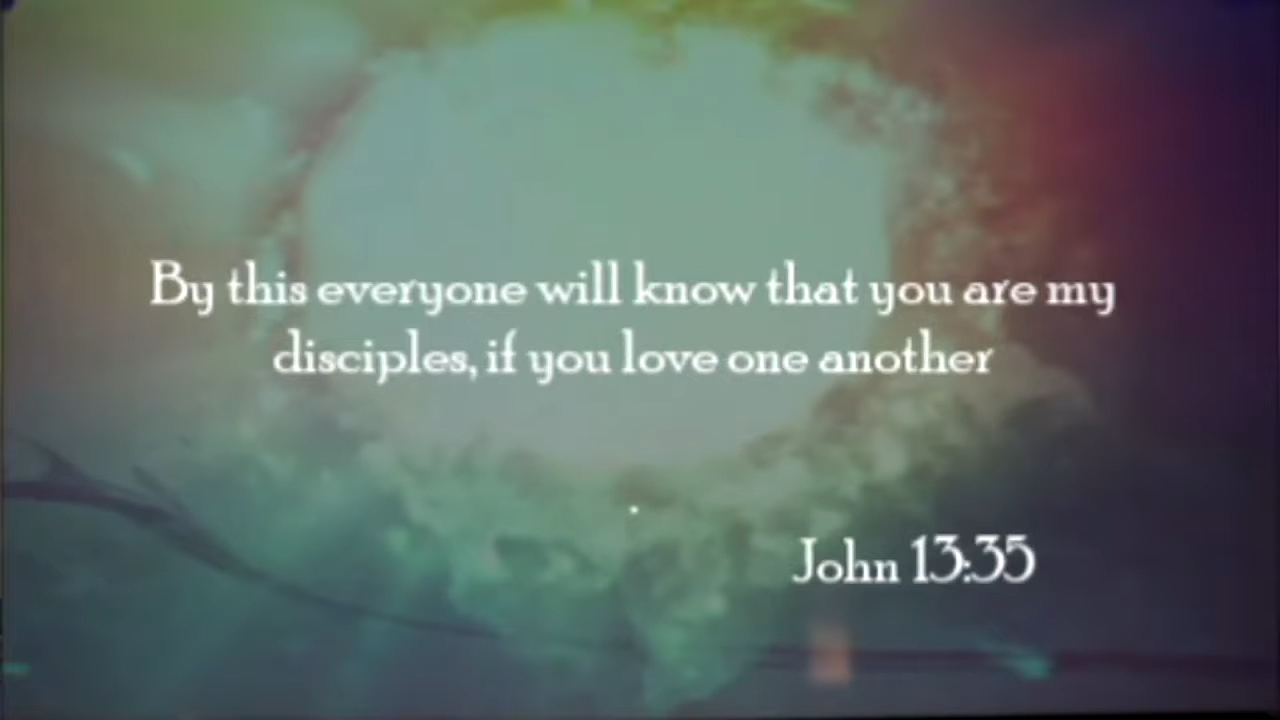 By this everyone will know that you are my
disciples, if you love one another
.
John 13:35